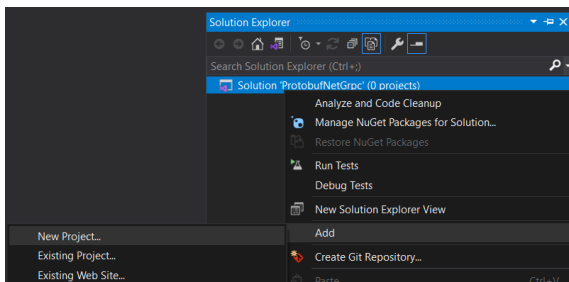 Solution Explorer
Search Solution Explorer (Ctrl+;)
Solution 'ProtobufNetGrpc' (0 projects)
Analyze and Code Cleanup
Manage NuGet Packages for Solution...
Restore NuGet Packages
Run Tests
Debug Tests
New Solution Explorer View
Add
New Project...
Existing Project...
Create Git Repository...
Existing Web Site...
Paste Ctrl+V